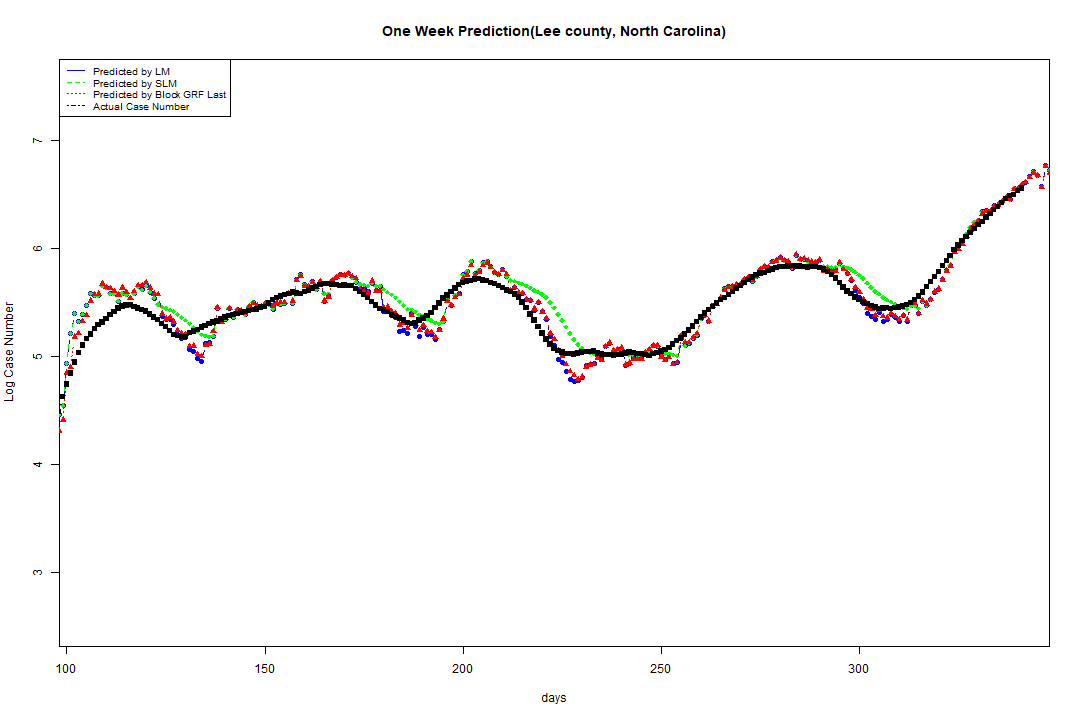 One Week Prediction(Lee county, North Carolina)
Predicted by LM
Predicted by SLM
Predicted by Block GRF Last
Actual Case Number
7
6
5
4
3
Log Case Number
100 150 200 250 300
days